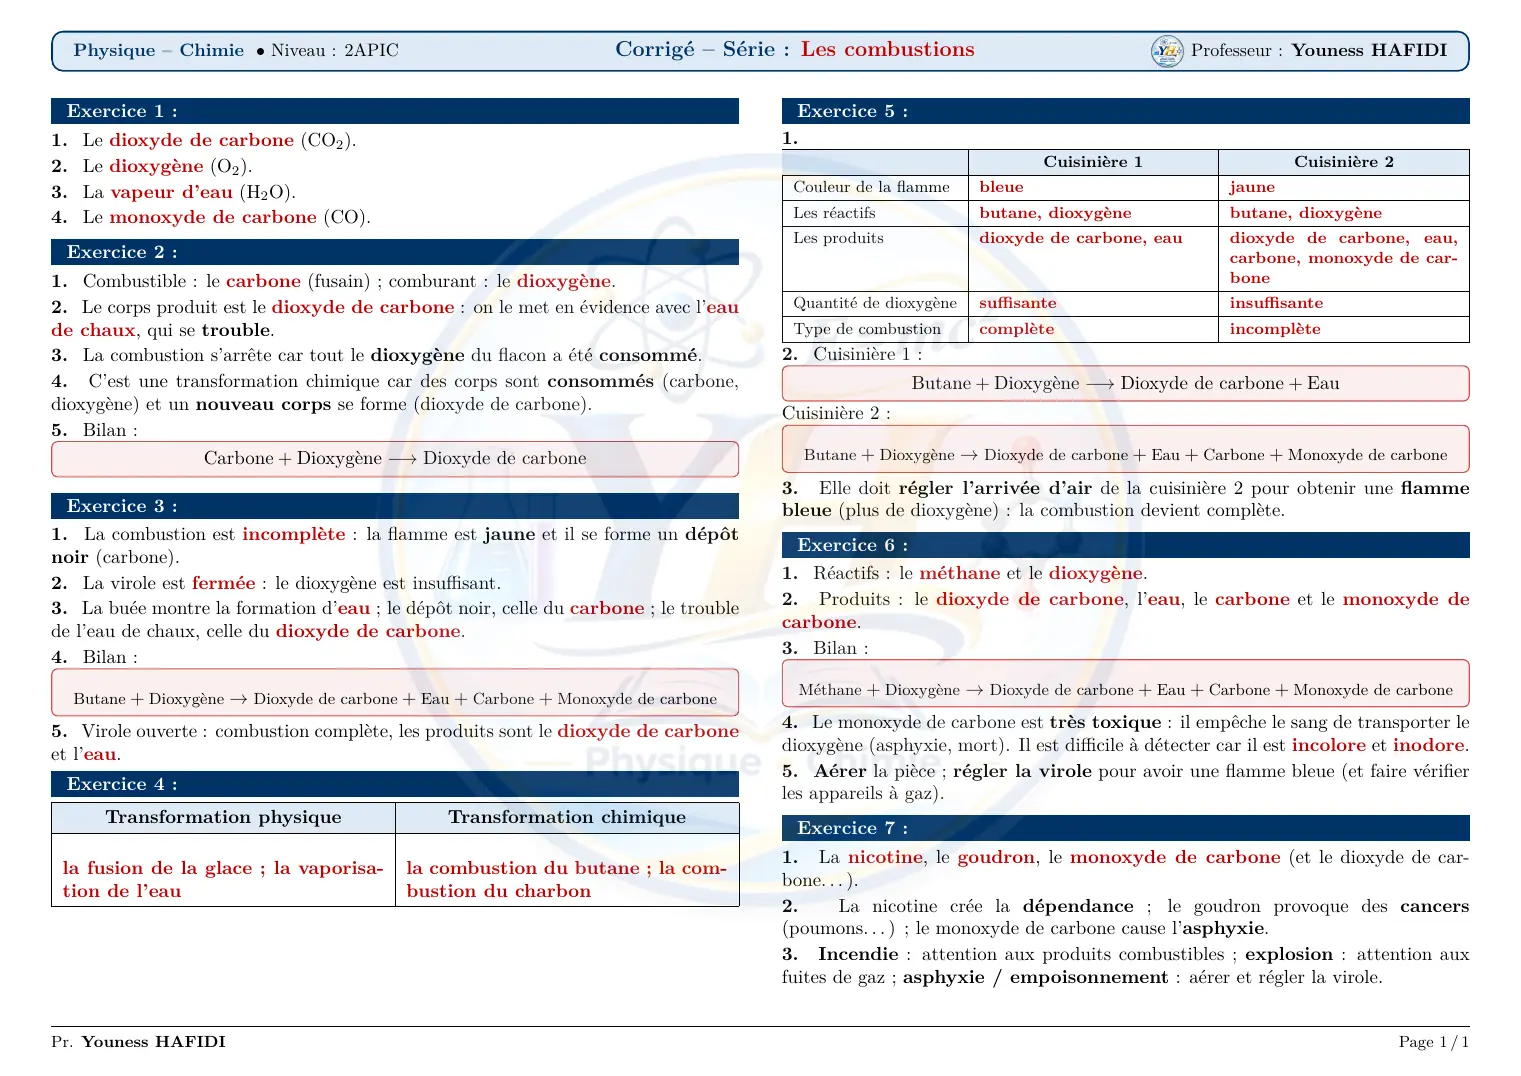 Physique – Chimie • Niveau : 2APIC
Corrigé – Série : Les combustions
Professeur : Youness HAFIDI
Exercice 1 :
1. Le dioxyde de carbone (CO₂).
2. Le dioxygène (O₂).
3. La vapeur d'eau (H₂O).
4. Le monoxyde de carbone (CO).
Exercice 2 :
1. Combustible : le carbone (fusain) ; comburant : le dioxygène.
2. Le corps produit est le dioxyde de carbone : on le met en évidence avec l'eau
de chaux, qui se trouble.
3. La combustion s'arrête car tout le dioxygène du flacon a été consommé.
4. C'est une transformation chimique car des corps sont consommés (carbone,
dioxygène) et un nouveau corps se forme (dioxyde de carbone).
5. Bilan :
Carbone + Dioxygène ⟶ Dioxyde de carbone
Exercice 3 :
1. La combustion est incomplète : la flamme est jaune et il se forme un dépôt
noir (carbone).
2. La virole est fermée : le dioxygène est insuffisant.
3. La buée montre la formation d'eau ; le dépôt noir, celle du carbone ; le trouble
de l'eau de chaux, celle du dioxyde de carbone.
4. Bilan :
Butane + Dioxygène → Dioxyde de carbone + Eau + Carbone + Monoxyde de carbone
5. Virole ouverte : combustion complète, les produits sont le dioxyde de carbone
et l'eau.
Exercice 4 :
Transformation physique
Transformation chimique
la fusion de la glace ; la vaporisa-
tion de l'eau
la combustion du butane ; la com-
bustion du charbon
Exercice 5 :
1.
Cuisinière 1
Cuisinière 2
Couleur de la flamme
bleue
jaune
Les réactifs
butane, dioxygène
butane, dioxygène
Les produits
dioxyde de carbone, eau
dioxyde de carbone, eau,
carbone, monoxyde de car-
bone
Quantité de dioxygène
suffisante
insuffisante
Type de combustion
complète
incomplète
2. Cuisinière 1 :
Butane + Dioxygène ⟶ Dioxyde de carbone + Eau
Cuisinière 2 :
Butane + Dioxygène → Dioxyde de carbone + Eau + Carbone + Monoxyde de carbone
3. Elle doit régler l'arrivée d'air de la cuisinière 2 pour obtenir une flamme
bleue (plus de dioxygène) : la combustion devient complète.
Exercice 6 :
1. Réactifs : le méthane et le dioxygène.
2. Produits : le dioxyde de carbone, l'eau, le carbone et le monoxyde de
carbone.
3. Bilan :
Méthane + Dioxygène → Dioxyde de carbone + Eau + Carbone + Monoxyde de carbone
4. Le monoxyde de carbone est très toxique : il empêche le sang de transporter le
dioxygène (asphyxie, mort). Il est difficile à détecter car il est incolore et inodore.
5. Aérer la pièce ; régler la virole pour avoir une flamme bleue (et faire vérifier
les appareils à gaz).
Exercice 7 :
1. La nicotine, le goudron, le monoxyde de carbone (et le dioxyde de car-
bone...).
2. La nicotine crée la dépendance ; le goudron provoque des cancers
(poumons...) ; le monoxyde de carbone cause l'asphyxie.
3. Incendie : attention aux produits combustibles ; explosion : attention aux
fuites de gaz ; asphyxie / empoisonnement : aérer et régler la virole.
YH
Physique Chimie
Pr. Youness HAFIDI
Page 1 / 1